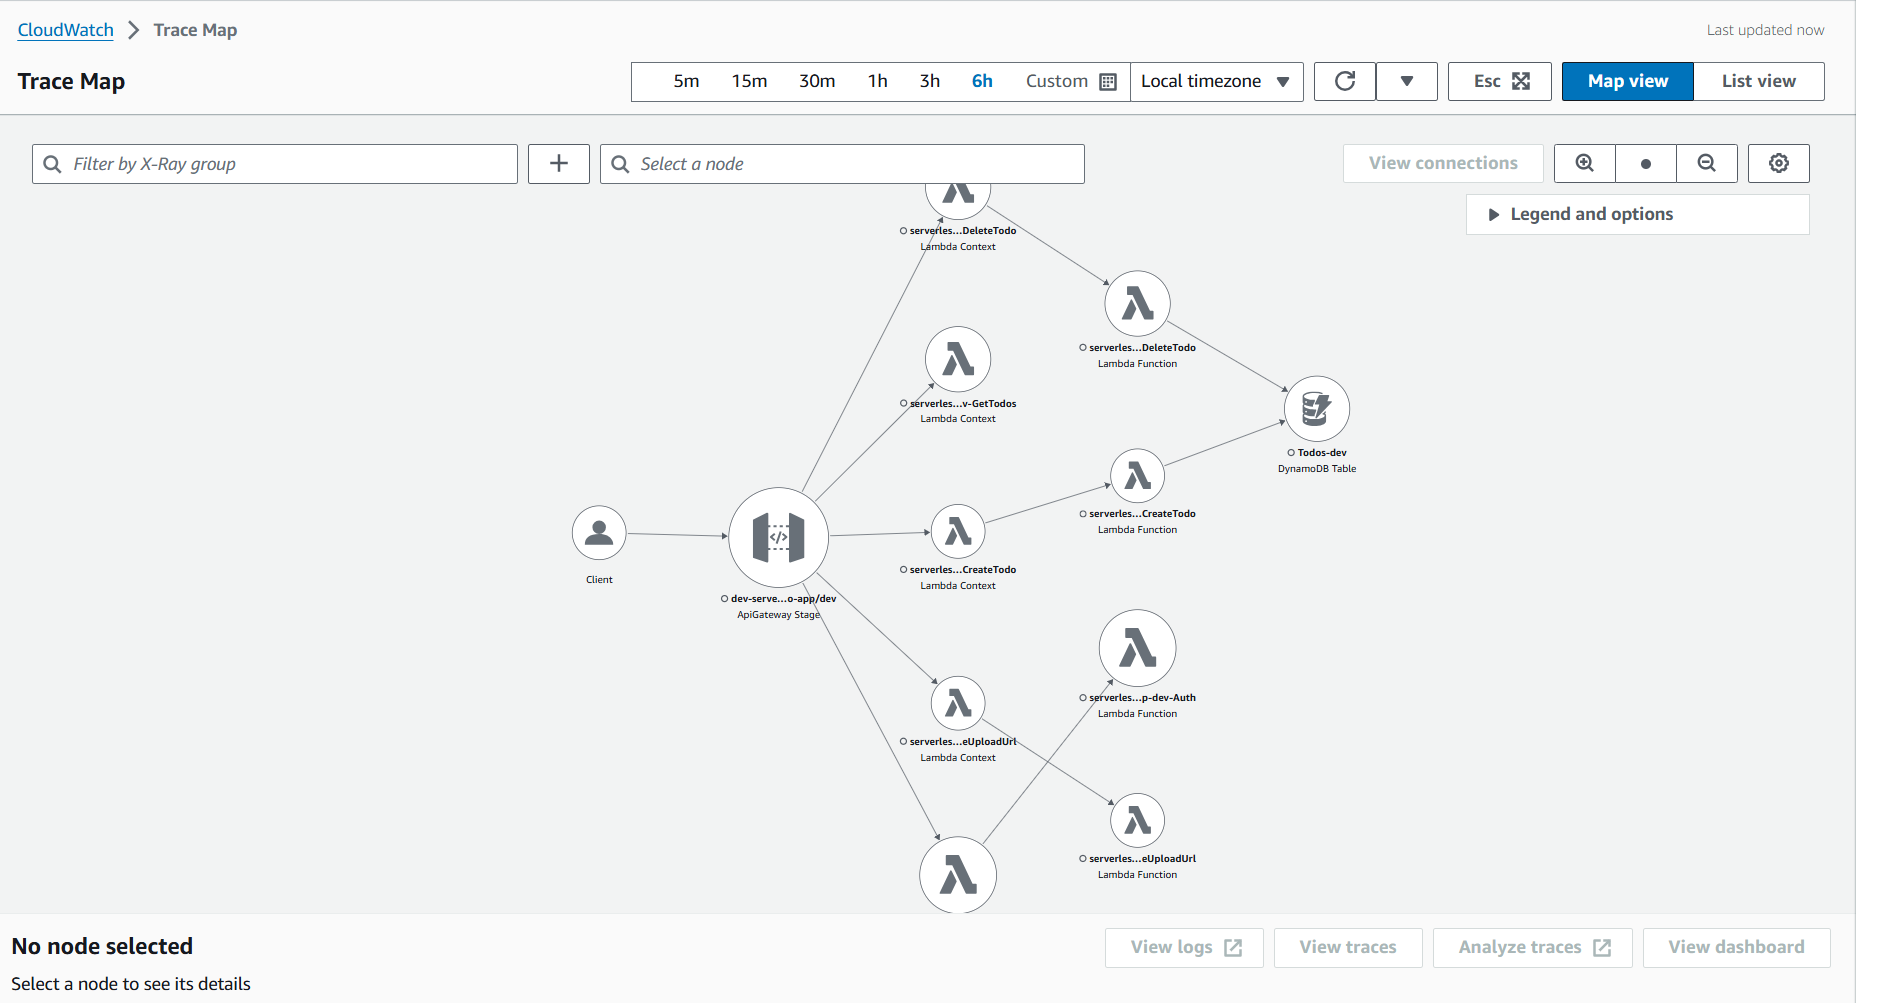 CloudWatch > Trace Map
Last updated now
Trace Map
5m 15m 30m 1h 3h 6h Custom
Local timezone
Esc
Map view
List view
Filter by X-Ray group
+
Select a node
View connections
Legend and options
serverles...DeleteTodo
Lambda Context
serverles...DeleteTodo
Lambda Function
serverles...v-GetTodos
Lambda Context
Todos-dev
DynamoDB Table
serverles...CreateTodo
Lambda Function
serverles...CreateTodo
Lambda Context
Client
</>
dev-serve...o-app/dev
ApiGateway Stage
serverles...p-dev-Auth
Lambda Function
serverles...eUploadUrl
Lambda Context
serverles...eUploadUrl
Lambda Function
No node selected
Select a node to see its details
View logs
View traces
Analyze traces
View dashboard